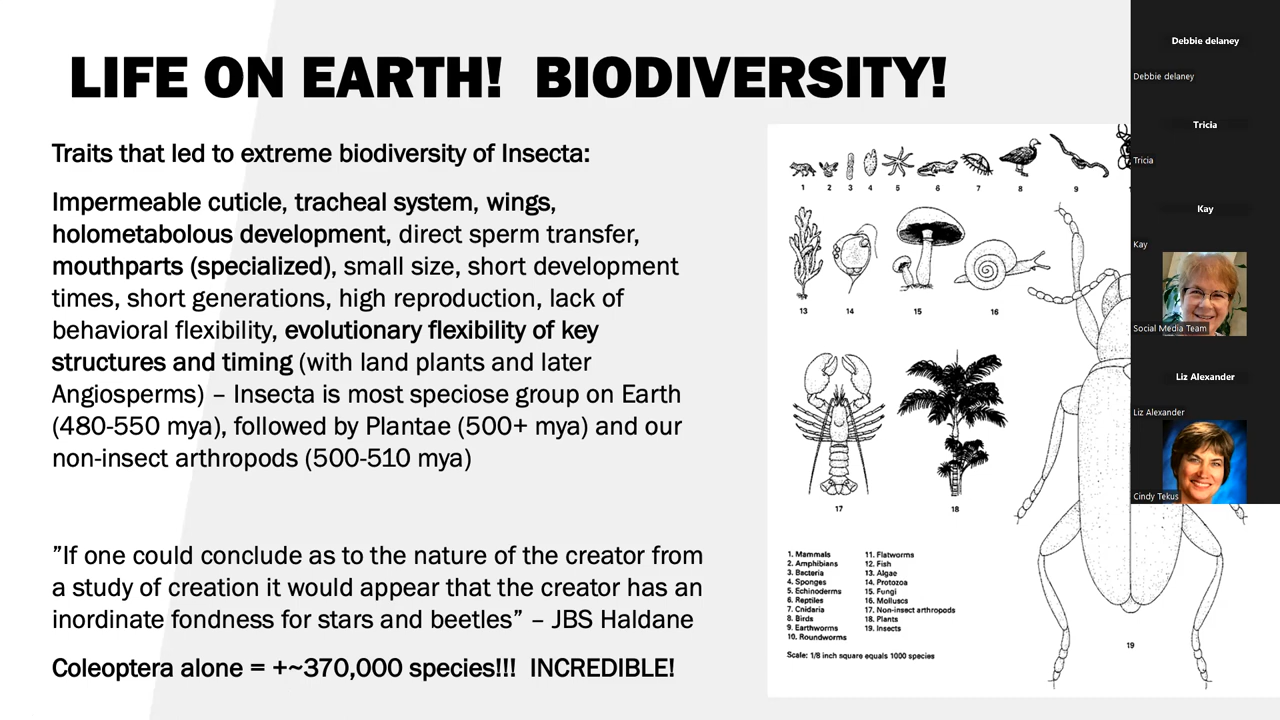 LIFE ON EARTH! BIODIVERSITY!
Traits that led to extreme biodiversity of Insecta:
Impermeable cuticle, tracheal system, wings,
holometabolous development, direct sperm transfer,
mouthparts (specialized), small size, short development
times, short generations, high reproduction, lack of
behavioral flexibility, evolutionary flexibility of key
structures and timing (with land plants and later
Angiosperms) – Insecta is most speciose group on Earth
(480-550 mya), followed by Plantae (500+ mya) and our
non-insect arthropods (500-510 mya)
”If one could conclude as to the nature of the creator from
a study of creation it would appear that the creator has an
inordinate fondness for stars and beetles” – JBS Haldane
Coleoptera alone = +~370,000 species!!! INCREDIBLE!
1 2 3 4 5 6 7 8 9
13 14 15 16
17 18
1. Mammals
2. Amphibians
3. Bacteria
4. Sponges
5. Echinoderms
6. Reptiles
7. Cnidaria
8. Birds
9. Earthworms
10. Roundworms
11. Flatworms
12. Fish
13. Algae
14. Protozoa
15. Fungi
16. Molluscs
17. Non-insect arthropods
18. Plants
19. Insects
Scale: 1/8 inch square equals 1000 species
19
Debbie delaney
Debbie delaney
Tricia
Tricia
Kay
Kay
Social Media Team
Liz Alexander
Liz Alexander
Cindy Tekus